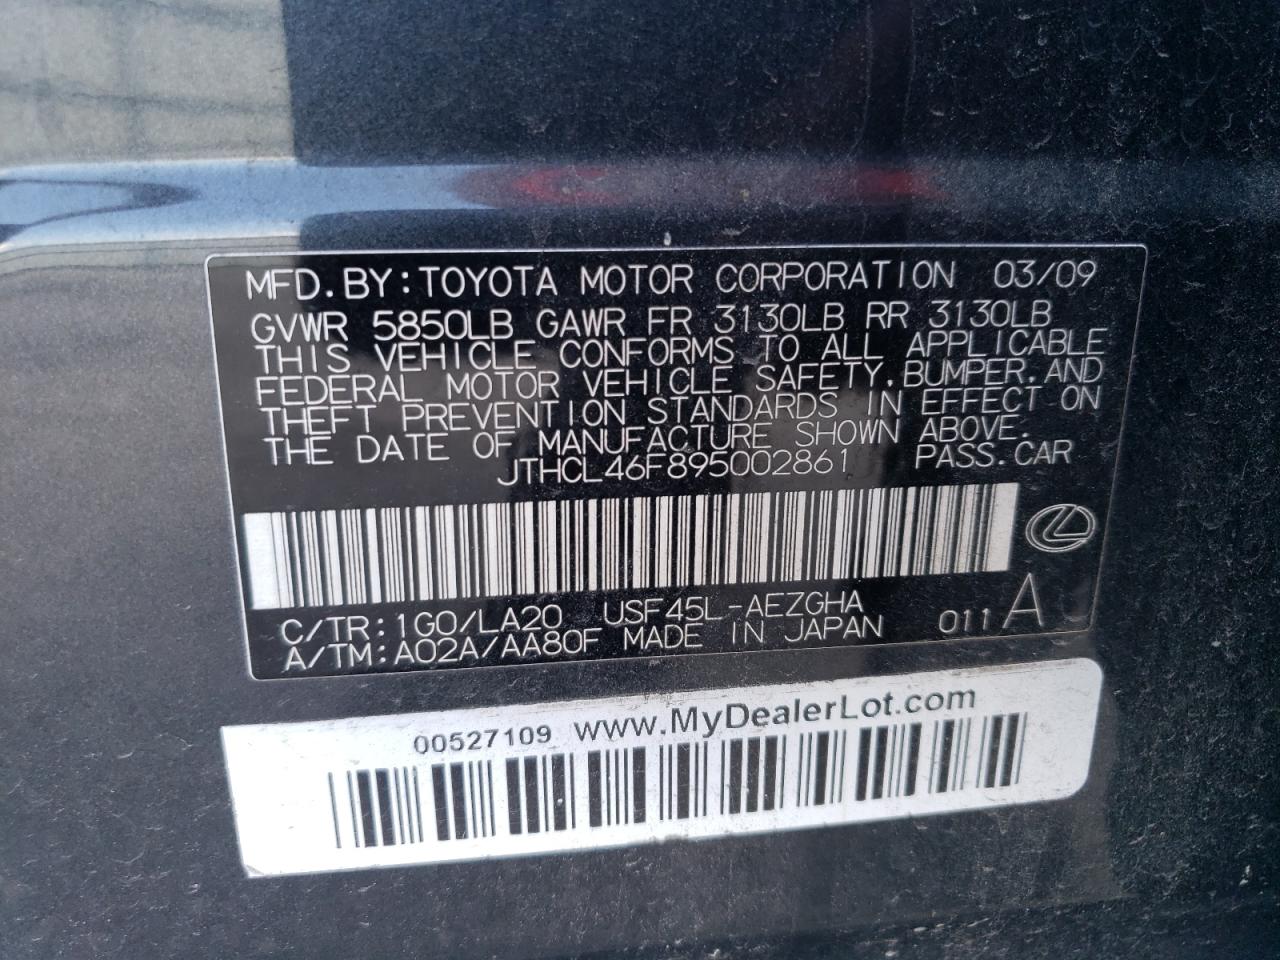 MFD.BY:TOYOTA MOTOR CORPORATION 03/09
GVWR 5850LB GAWR FR 3130LB RR 3130LB
THIS VEHICLE CONFORMS TO ALL APPLICABLE
FEDERAL MOTOR VEHICLE SAFETY,BUMPER,AND
THEFT PREVENTION STANDARDS IN EFFECT ON
THE DATE OF MANUFACTURE SHOWN ABOVE.
JTHCL46F895002861 PASS.CAR
C/TR:1G0/LA20 USF45L-AEZGHA
A/TM:A02A/AA80F MADE IN JAPAN 011 A
00527109 www.MyDealerLot.com